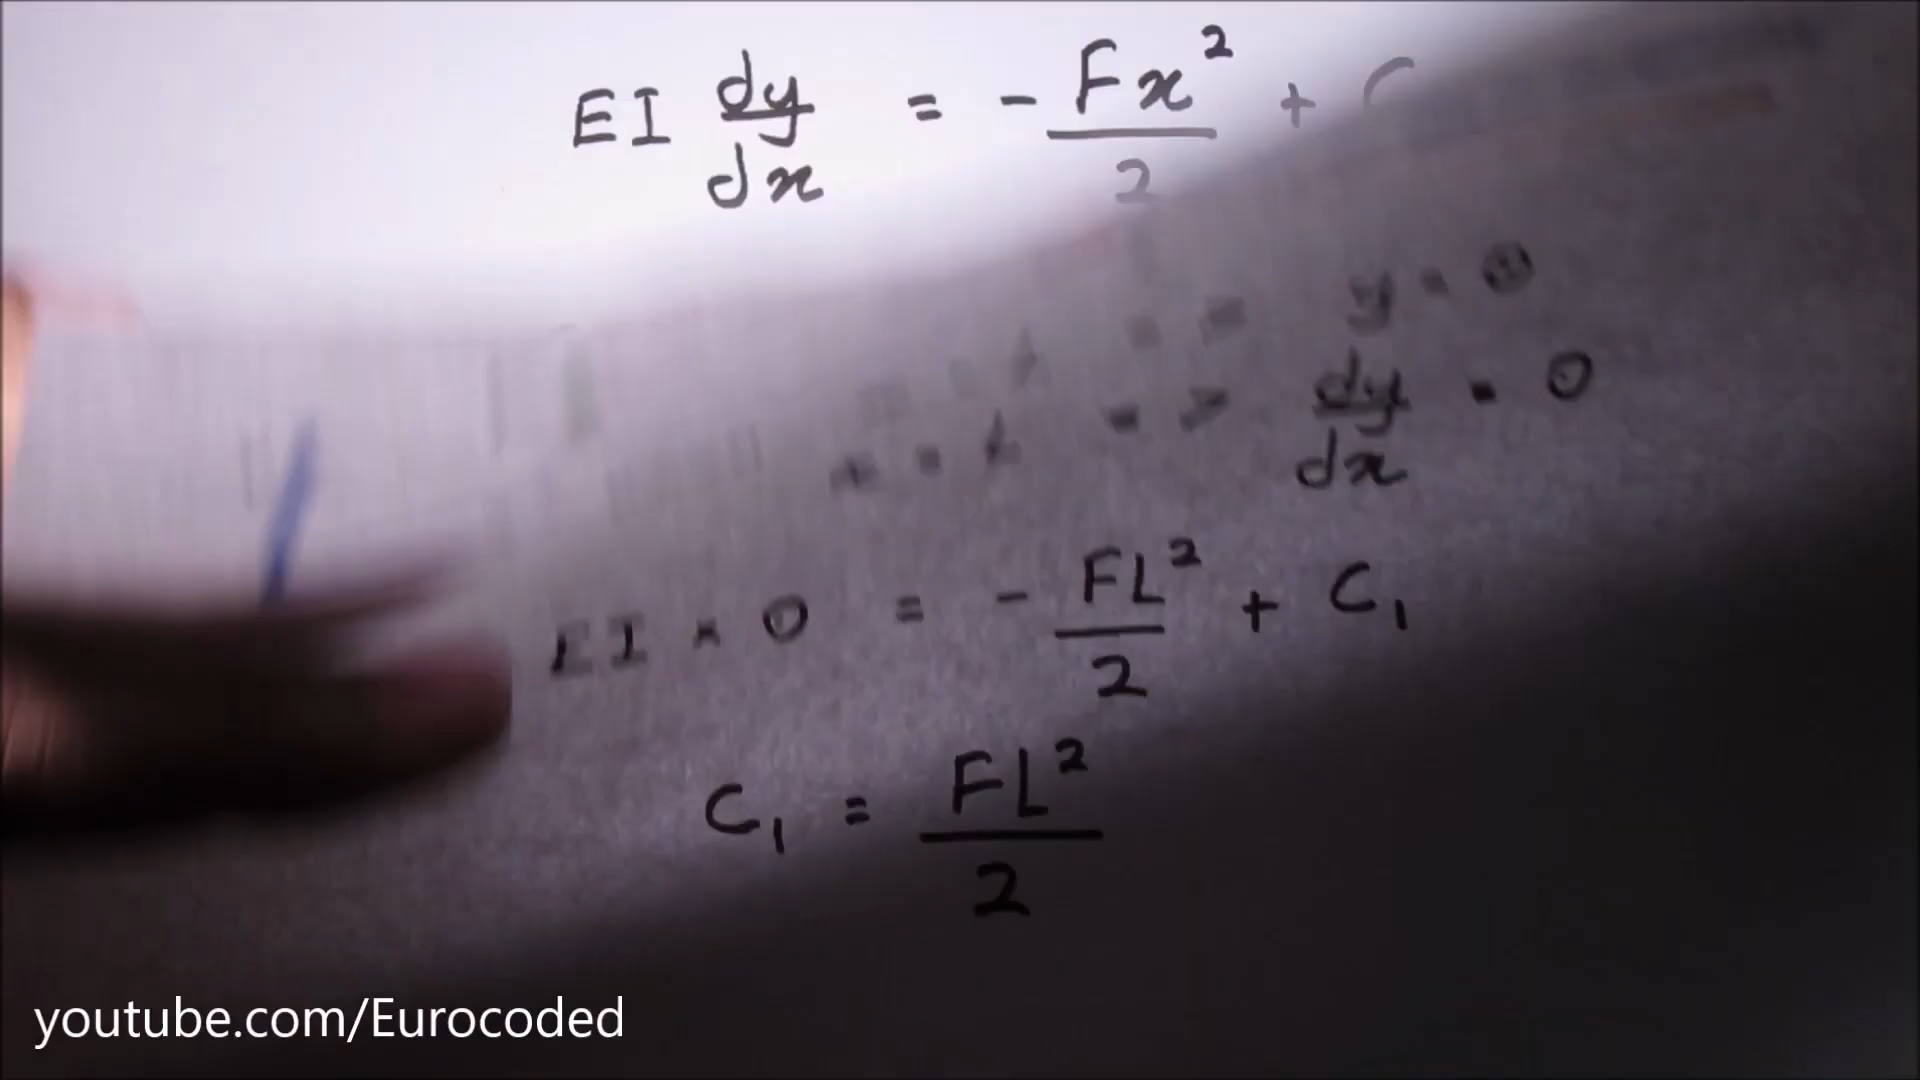 EI dy/dx = - Fx²/2 + C
y = 0
x = L => dy/dx = 0
EI × 0 = - FL²/2 + C₁
C₁ = FL²/2
youtube.com/Eurocoded